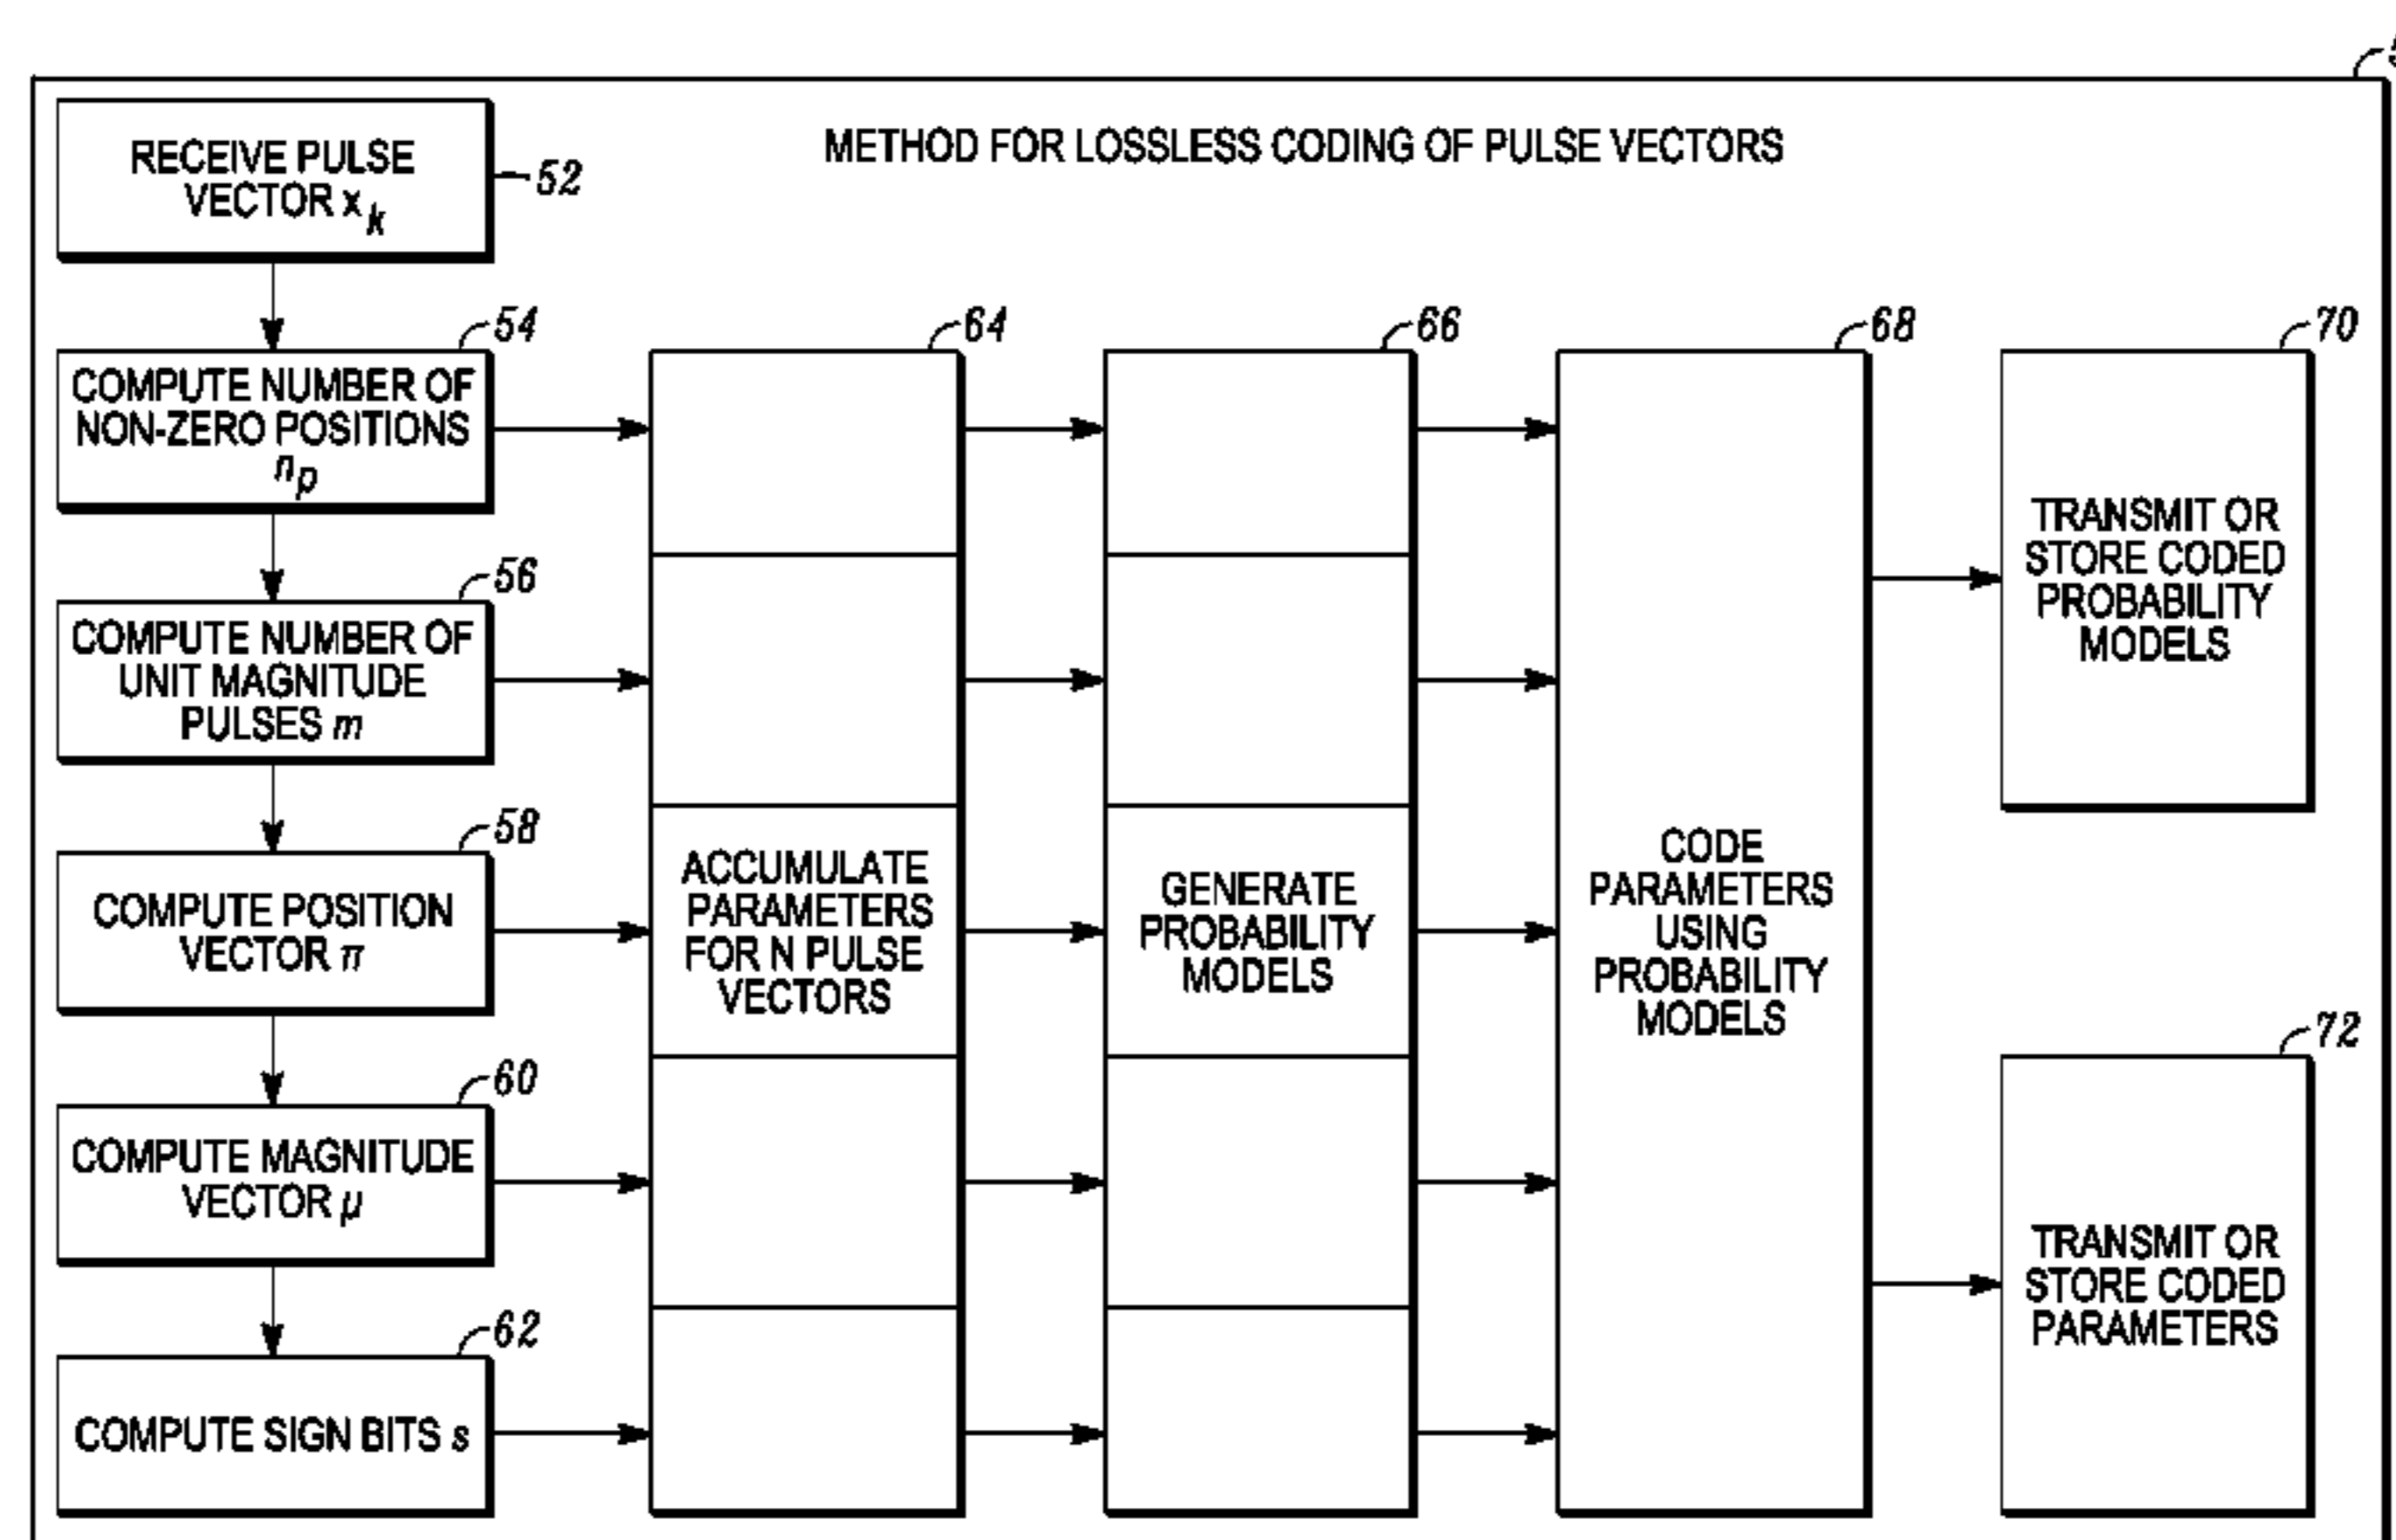 METHOD FOR LOSSLESS CODING OF PULSE VECTORS
RECEIVE PULSE
VECTOR x_k
52
54
COMPUTE NUMBER OF
NON-ZERO POSITIONS
n_p
56
COMPUTE NUMBER OF
UNIT MAGNITUDE
PULSES m
58
COMPUTE POSITION
VECTOR π
60
COMPUTE MAGNITUDE
VECTOR μ
62
COMPUTE SIGN BITS s
64
ACCUMULATE
PARAMETERS
FOR N PULSE
VECTORS
66
GENERATE
PROBABILITY
MODELS
68
CODE
PARAMETERS
USING
PROBABILITY
MODELS
70
TRANSMIT OR
STORE CODED
PROBABILITY
MODELS
72
TRANSMIT OR
STORE CODED
PARAMETERS